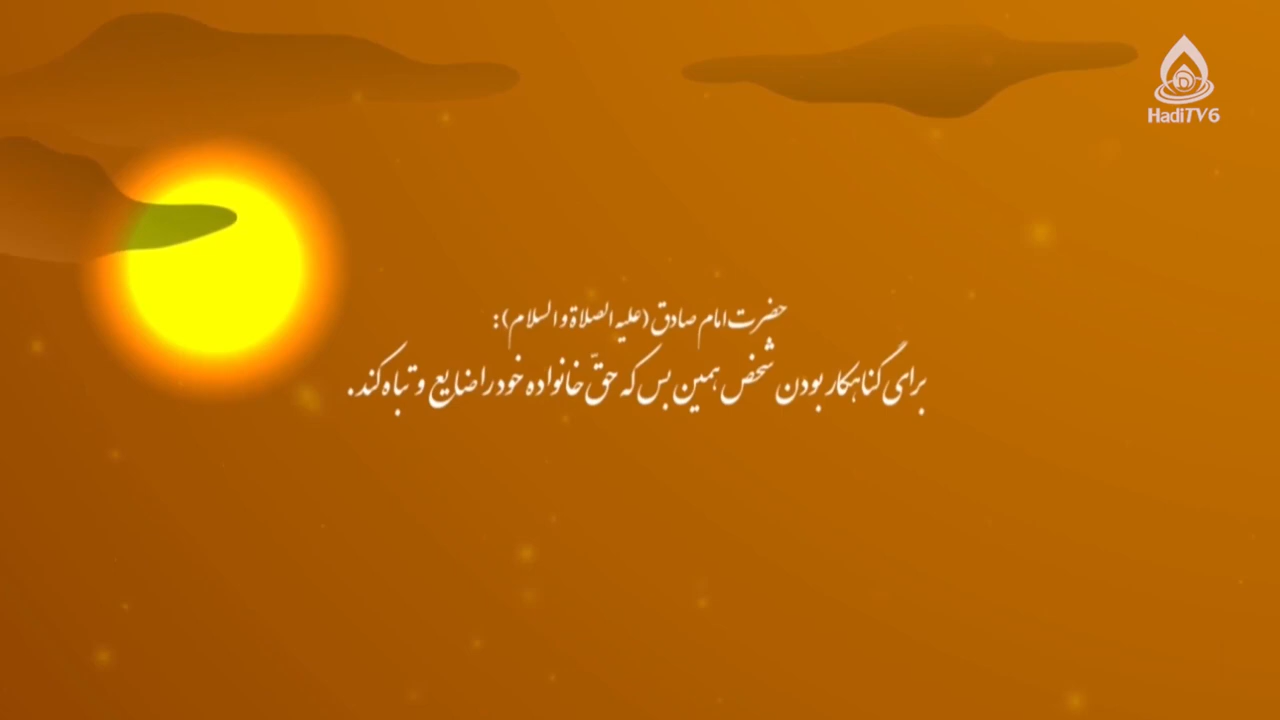 HadiTV6
حضرت امام صادق (علیه الصلاة و السلام):
برای گناهکار بودن شخص همین بس که حقّ خانواده خود را ضایع و تباه کند.